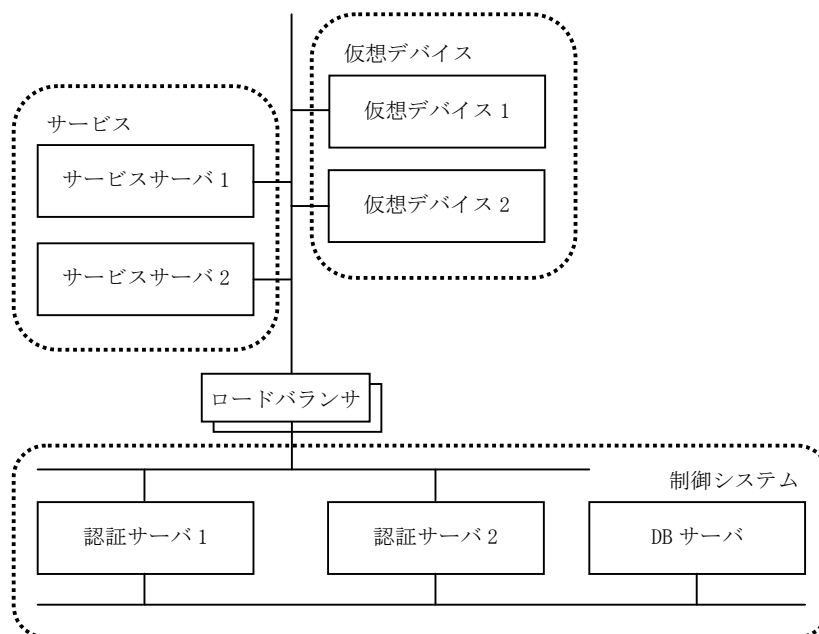 仮想デバイス
仮想デバイス 1
仮想デバイス 2
サービス
サービスサーバ 1
サービスサーバ 2
ロードバランサ
制御システム
認証サーバ 1
認証サーバ 2
DB サーバ